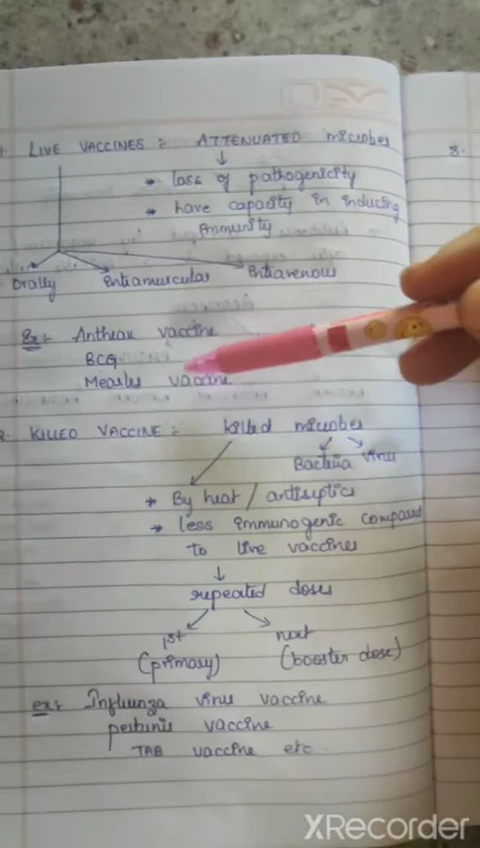 1. LIVE VACCINES : ATTENUATED microbes
↓
* loss of pathogenicity
* have capacity in inducing
immunity
Orally Intramuscular Intravenous
Ex: Anthrax vaccine
BCG
Measles vaccine
2. KILLED VACCINE : killed microbes
Bacteria virus
* By heat / antiseptics
* less immunogenic compared
to live vaccines
↓
repeated doses
1st next
(primary) (booster dose)
ex: Influenza virus vaccine
pertusis vaccine
TAB vaccine etc
3.
XRecorder